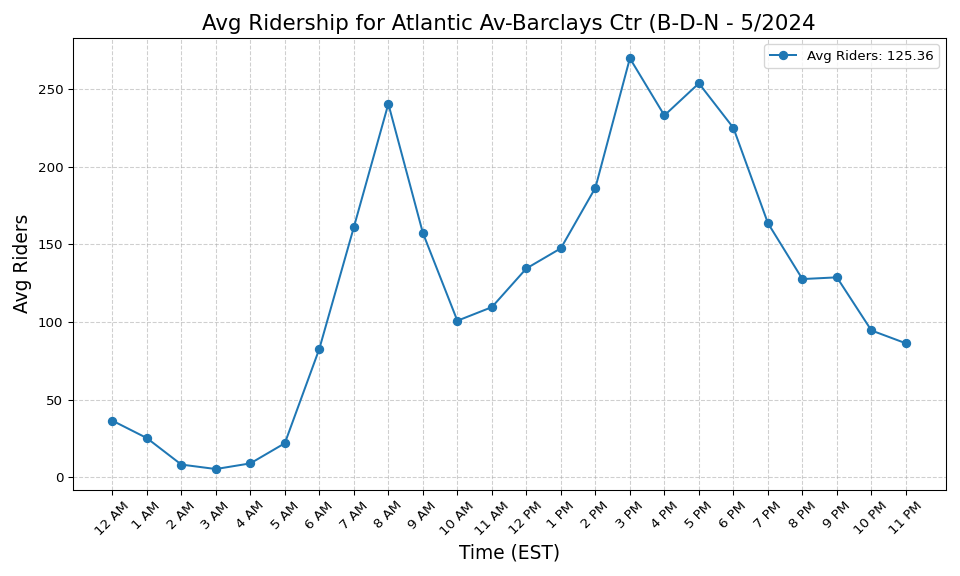 Avg Ridership for Atlantic Av-Barclays Ctr (B-D-N - 5/2024
Avg Riders: 125.36
Avg Riders
250
200
150
100
50
0
12 AM 1 AM 2 AM 3 AM 4 AM 5 AM 6 AM 7 AM 8 AM 9 AM 10 AM 11 AM 12 PM 1 PM 2 PM 3 PM 4 PM 5 PM 6 PM 7 PM 8 PM 9 PM 10 PM 11 PM
Time (EST)